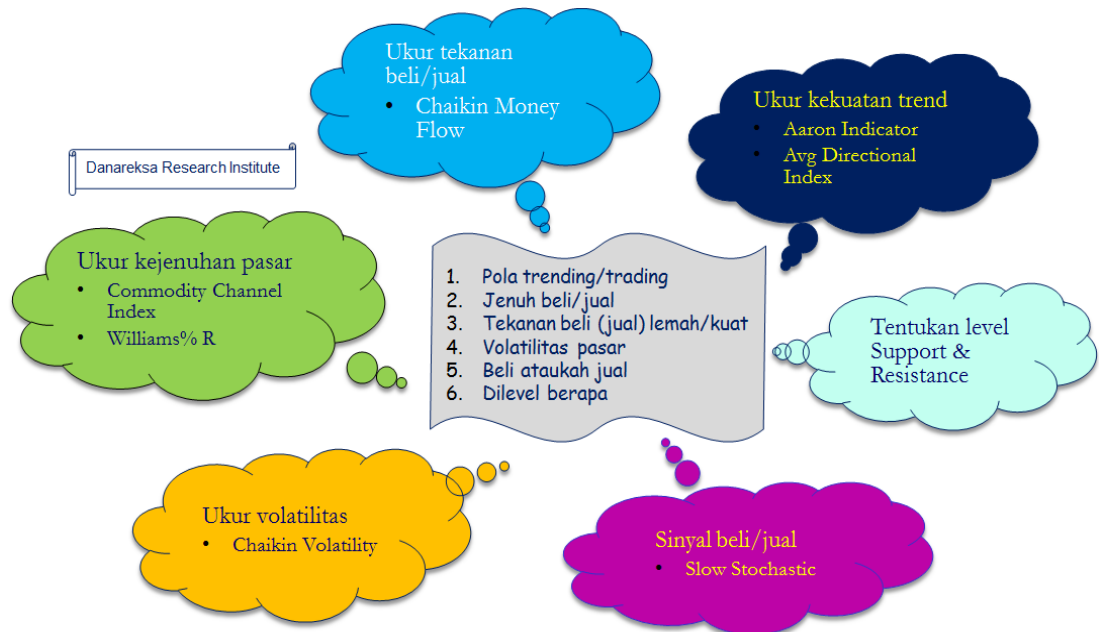 Ukur tekanan
beli/jual
• Chaikin Money
Flow
Ukur kekuatan trend
• Aaron Indicator
• Avg Directional
Index
Danareksa Research Institute
Ukur kejenuhan pasar
• Commodity Channel
Index
• Williams% R
1. Pola trending/trading
2. Jenuh beli/jual
3. Tekanan beli (jual) lemah/kuat
4. Volatilitas pasar
5. Beli ataukah jual
6. Dilevel berapa
Tentukan level
Support &
Resistance
Ukur volatilitas
• Chaikin Volatility
Sinyal beli/jual
• Slow Stochastic